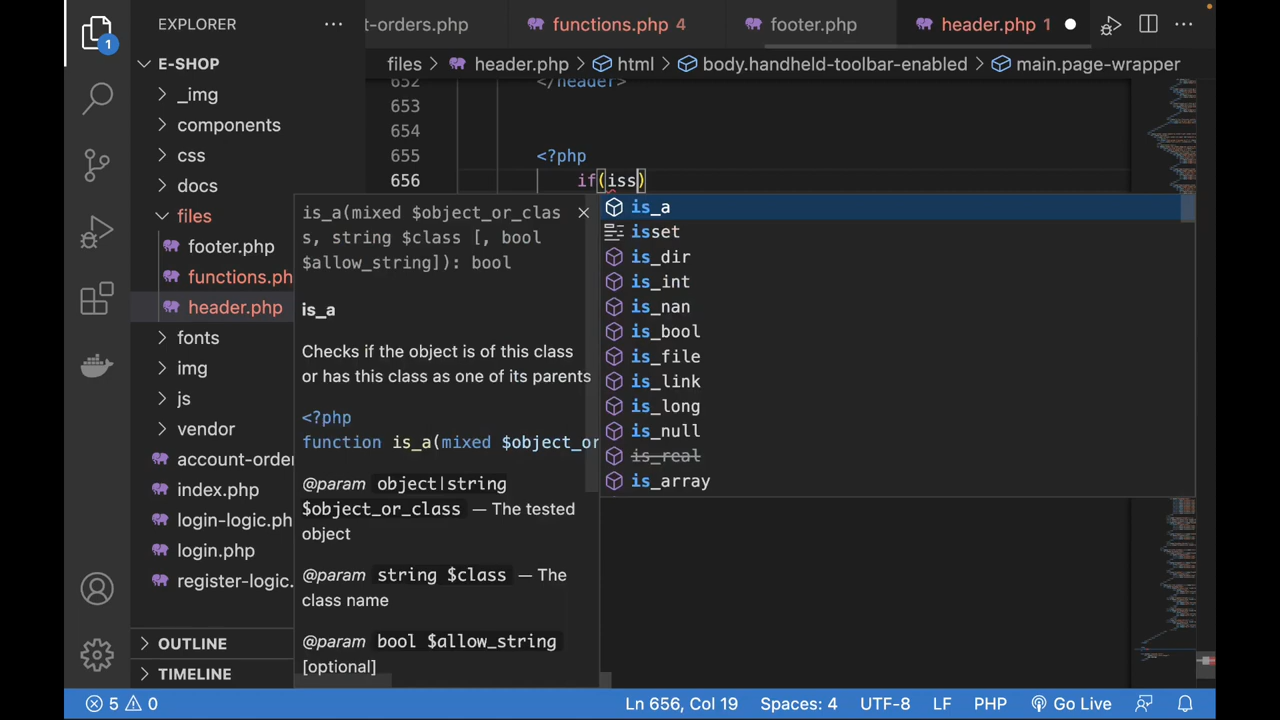 EXPLORER
E-SHOP
_img
components
css
docs
files
footer.php
functions.ph
header.php
fonts
img
js
vendor
account-order
index.php
login-logic.ph
login.php
register-logic.
OUTLINE
TIMELINE
t-orders.php
functions.php 4
footer.php
header.php 1
files > header.php > html > body.handheld-toolbar-enabled > main.page-wrapper
652 </header>
653
654
655 <?php
656 if(iss)
is_a(mixed $object_or_clas
s, string $class [, bool
$allow_string]): bool
is_a
Checks if the object is of this class
or has this class as one of its parents
<?php
function is_a(mixed $object_or
@param object|string
$object_or_class — The tested
object
@param string $class — The
class name
@param bool $allow_string
[optional]
is_a
isset
is_dir
is_int
is_nan
is_bool
is_file
is_link
is_long
is_null
is_real
is_array
1
5 0
Ln 656, Col 19
Spaces: 4
UTF-8
LF
PHP
Go Live